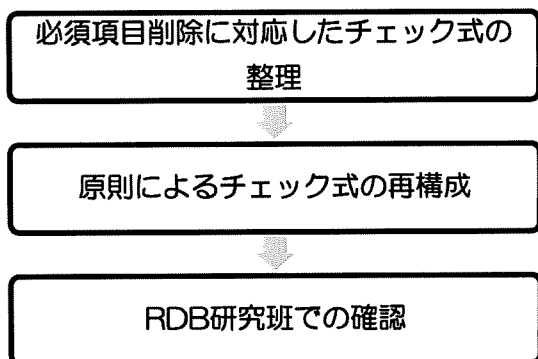 必須項目削除に対応したチェック式の
整理
原則によるチェック式の再構成
RDB研究班での確認